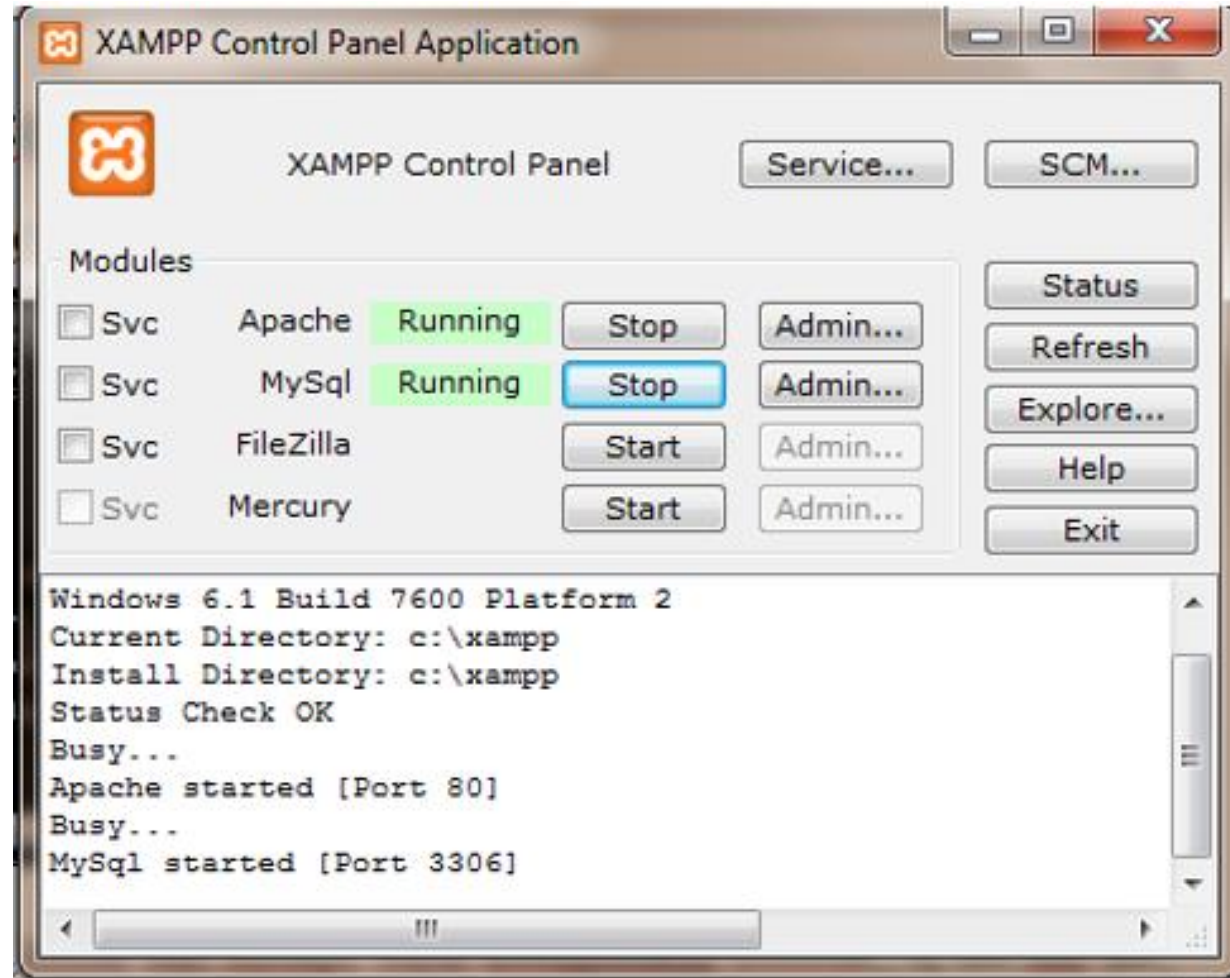 XAMPP Control Panel Application
XAMPP Control Panel Service... SCM...
Modules
Svc Apache Running Stop Admin...
Svc MySql Running Stop Admin...
Svc FileZilla Start Admin...
Svc Mercury Start Admin...
Status
Refresh
Explore...
Help
Exit
Windows 6.1 Build 7600 Platform 2
Current Directory: c:\xampp
Install Directory: c:\xampp
Status Check OK
Busy...
Apache started [Port 80]
Busy...
MySql started [Port 3306]